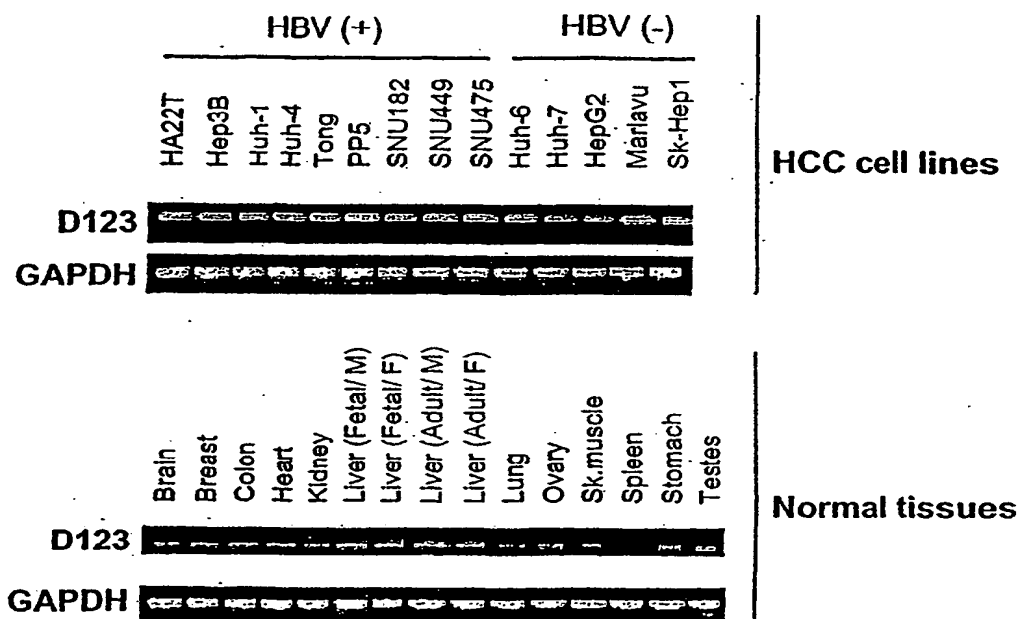 HBV (+) HBV (-)
HA22T Hep3B Huh-1 Huh-4 Tong PP5 SNU182 SNU449 SNU475 Huh-6 Huh-7 HepG2 Marlavu Sk-Hep1
HCC cell lines
D123
GAPDH
Brain Breast Colon Heart Kidney Liver (Fetal/ M) Liver (Fetal/ F) Liver (Adult/ M) Liver (Adult/ F) Lung Ovary Sk.muscle Spleen Stomach Testes
Normal tissues
D123
GAPDH